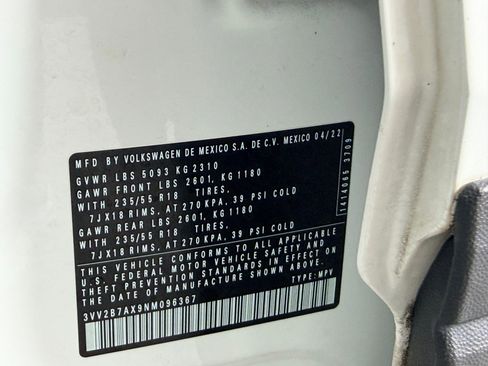 MFD BY VOLKSWAGEN DE MEXICO S.A. DE C.V. MEXICO 04/22
GVWR LBS 5093 KG 2310
GAWR FRONT LBS 2601, KG 1180
WITH 235/55 R18 TIRES,
7JX18 RIMS, AT 270 KPA, 39 PSI COLD
GAWR REAR LBS 2601, KG 1180
WITH 235/55 R18 TIRES,
7JX18 RIMS, AT 270 KPA, 39 PSI COLD
THIS VEHICLE CONFORMS TO ALL APPLICABLE
U.S. FEDERAL MOTOR VEHICLE SAFETY AND
THEFT PREVENTION STANDARDS IN EFFECT ON
THE DATE OF MANUFACTURE SHOWN ABOVE.
3VV2B7AX9NM096367 TYPE: MPV
1414065 3709